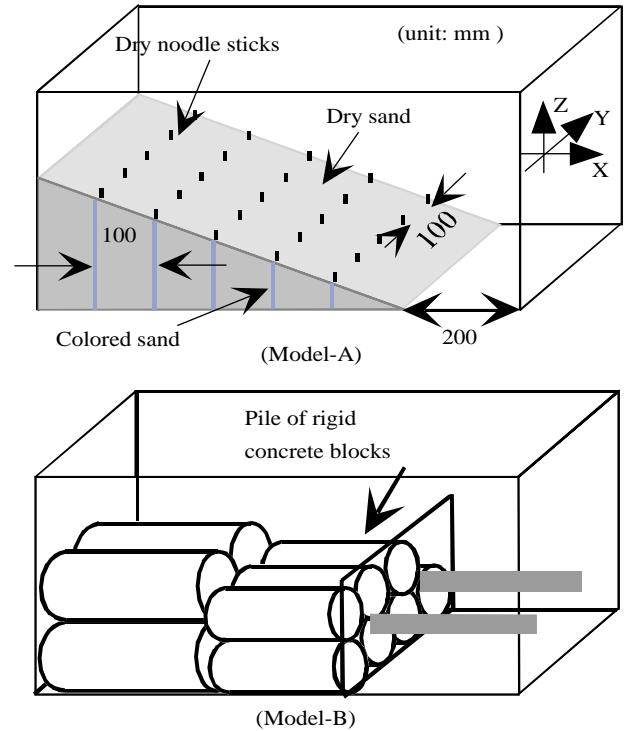 (unit: mm )
Dry noodle sticks
Dry sand
Z
Y
X
100
100
Colored sand
200
(Model-A)
Pile of rigid
concrete blocks
(Model-B)